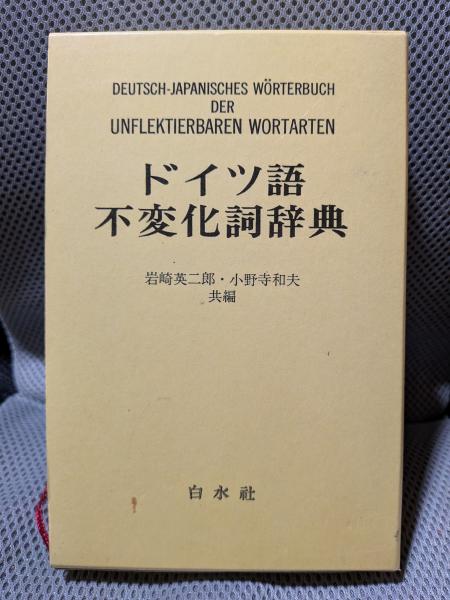 DEUTSCH-JAPANISCHES WÖRTERBUCH
DER
UNFLEKTIERBAREN WORTARTEN
ドイツ語
不変化詞辞典
岩崎英二郎・小野寺和夫
共編
白水社